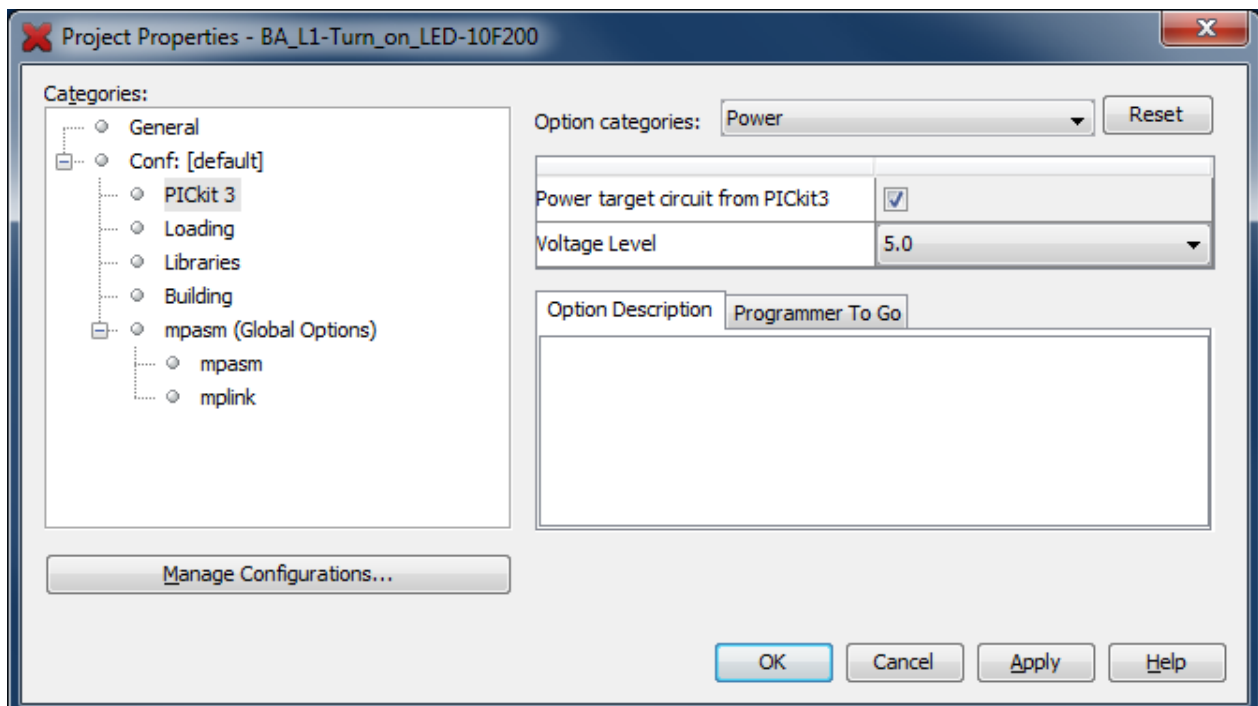 Project Properties - BA_L1-Turn_on_LED-10F200
Categories:
General
Conf: [default]
PICkit 3
Loading
Libraries
Building
mpasm (Global Options)
mpasm
mplink
Manage Configurations...
Option categories: Power Reset
Power target circuit from PICkit3
Voltage Level 5.0
Option Description Programmer To Go
OK Cancel Apply Help